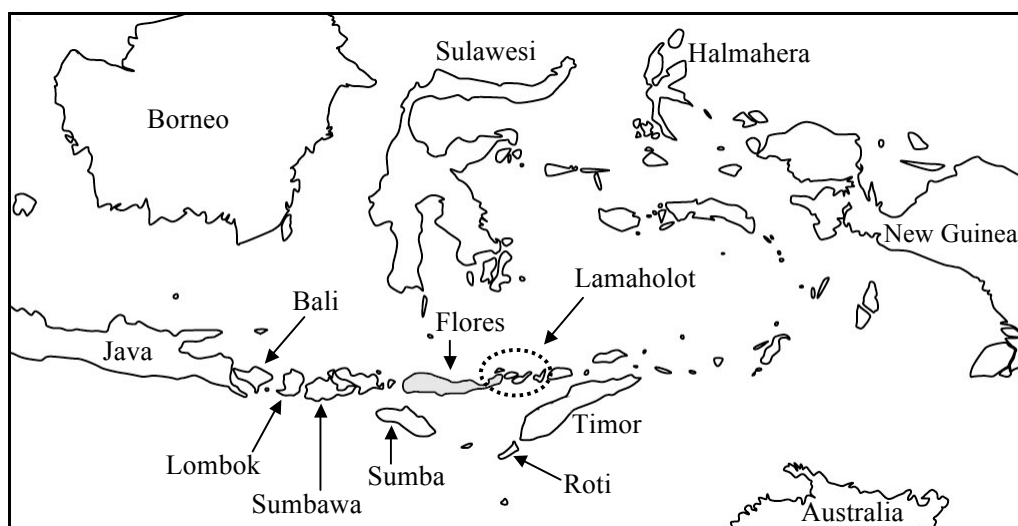 Sulawesi
Halmahera
Borneo
New Guinea
Lamaholot
Bali
Flores
Java
Timor
Lombok
Sumba
Roti
Sumbawa
Australia